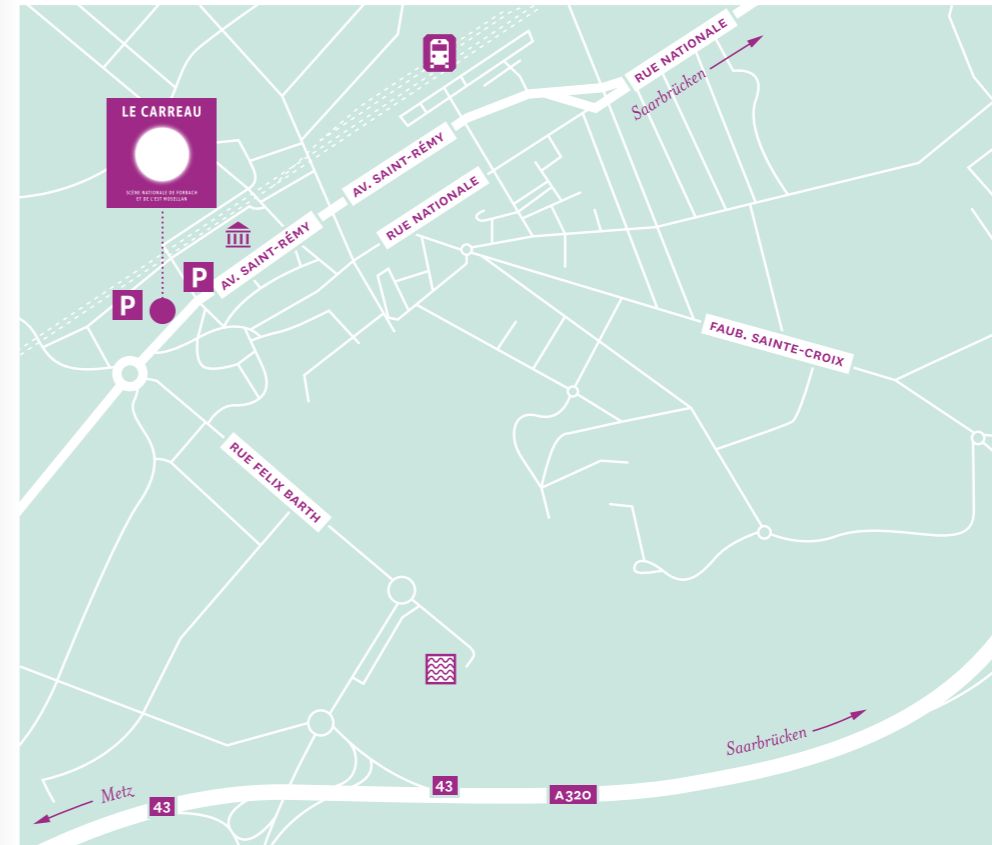 RUE NATIONALE
Saarbrücken
LE CARREAU
SCÈNE NATIONALE DE FORBACH
ET DE L'EST MOSELLAN
AV. SAINT-RÉMY
RUE NATIONALE
AV. SAINT-RÉMY
P
P
FAUB. SAINTE-CROIX
RUE FELIX BARTH
Saarbrücken
43
A320
Metz
43